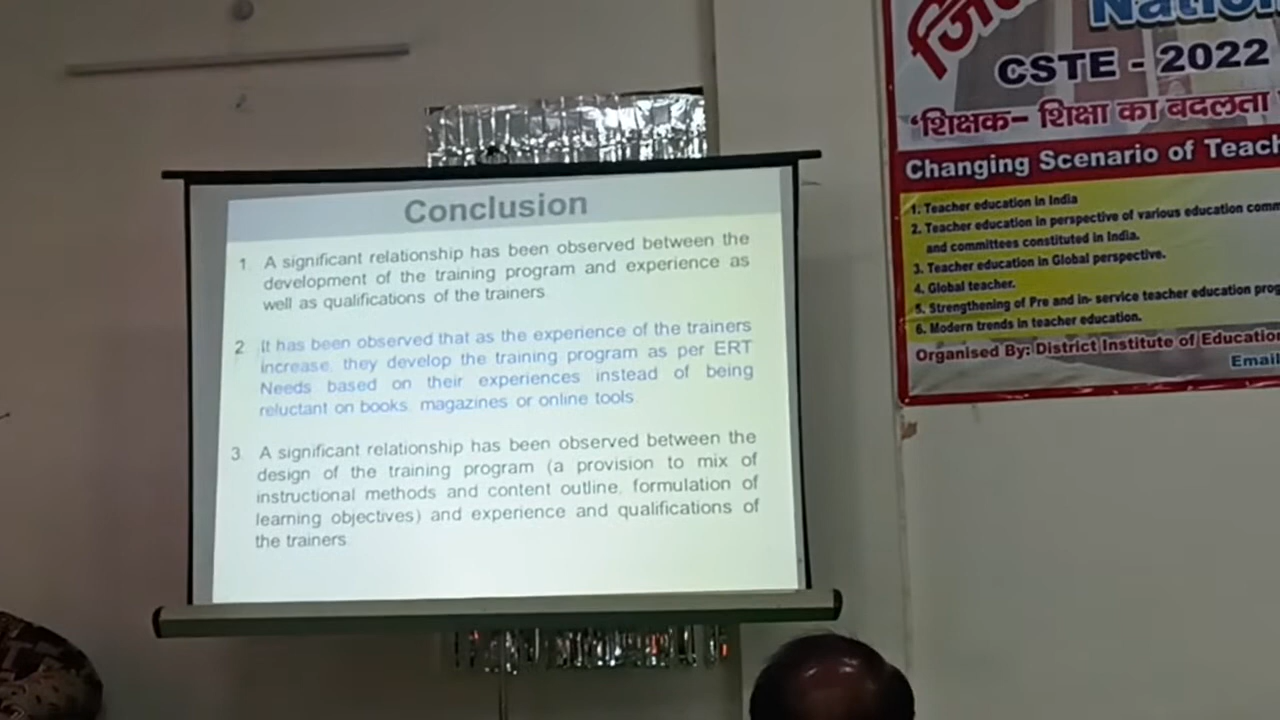 Conclusion
1. A significant relationship has been observed between the
development of the training program and experience as
well as qualifications of the trainers
2. It has been observed that as the experience of the trainers
increase, they develop the training program as per ERT
Needs based on their experiences instead of being
reluctant on books, magazines or online tools
3. A significant relationship has been observed between the
design of the training program (a provision to mix of
instructional methods and content outline, formulation of
learning objectives) and experience and qualifications of
the trainers
CSTE - 2022
'शिक्षक- शिक्षा का बदलता
Changing Scenario of
1. Teacher education in India
2. Teacher education in perspective of various education
and committees constituted in India.
3. Teacher education in Global perspective.
4. Global teacher.
5. Strengthening of Pre and in- service teacher education
6. Modern trends in teacher education.
Organised By: District Institute of
Email